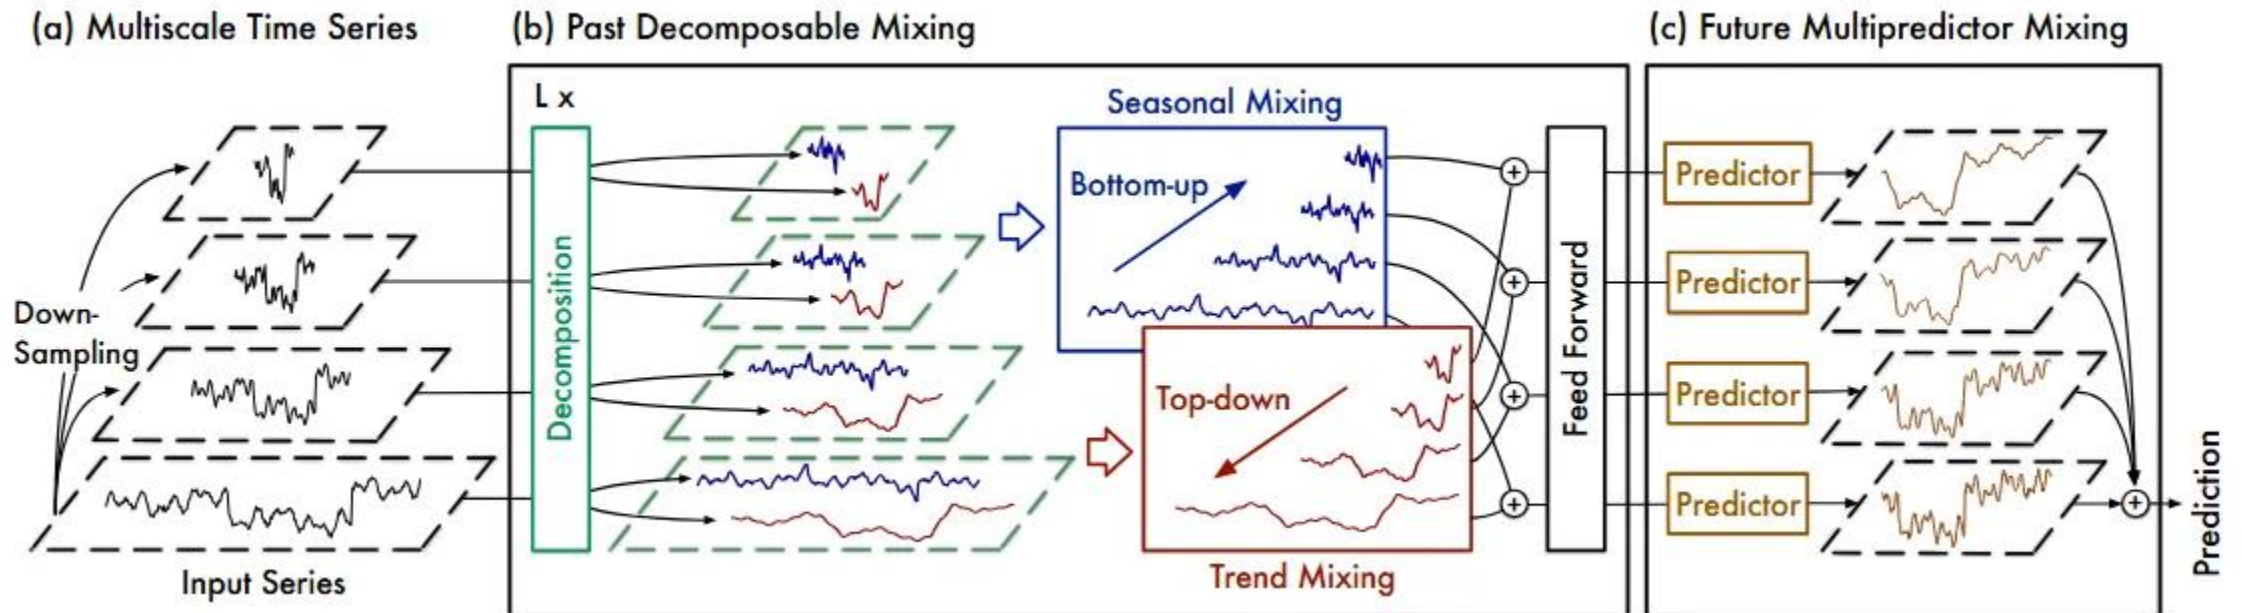 (a) Multiscale Time Series
Down-
Sampling
Input Series
(b) Past Decomposable Mixing
L x
Decomposition
Seasonal Mixing
Bottom-up
Top-down
Trend Mixing
Feed Forward
(c) Future Multipredictor Mixing
Predictor
Predictor
Predictor
Predictor
Prediction